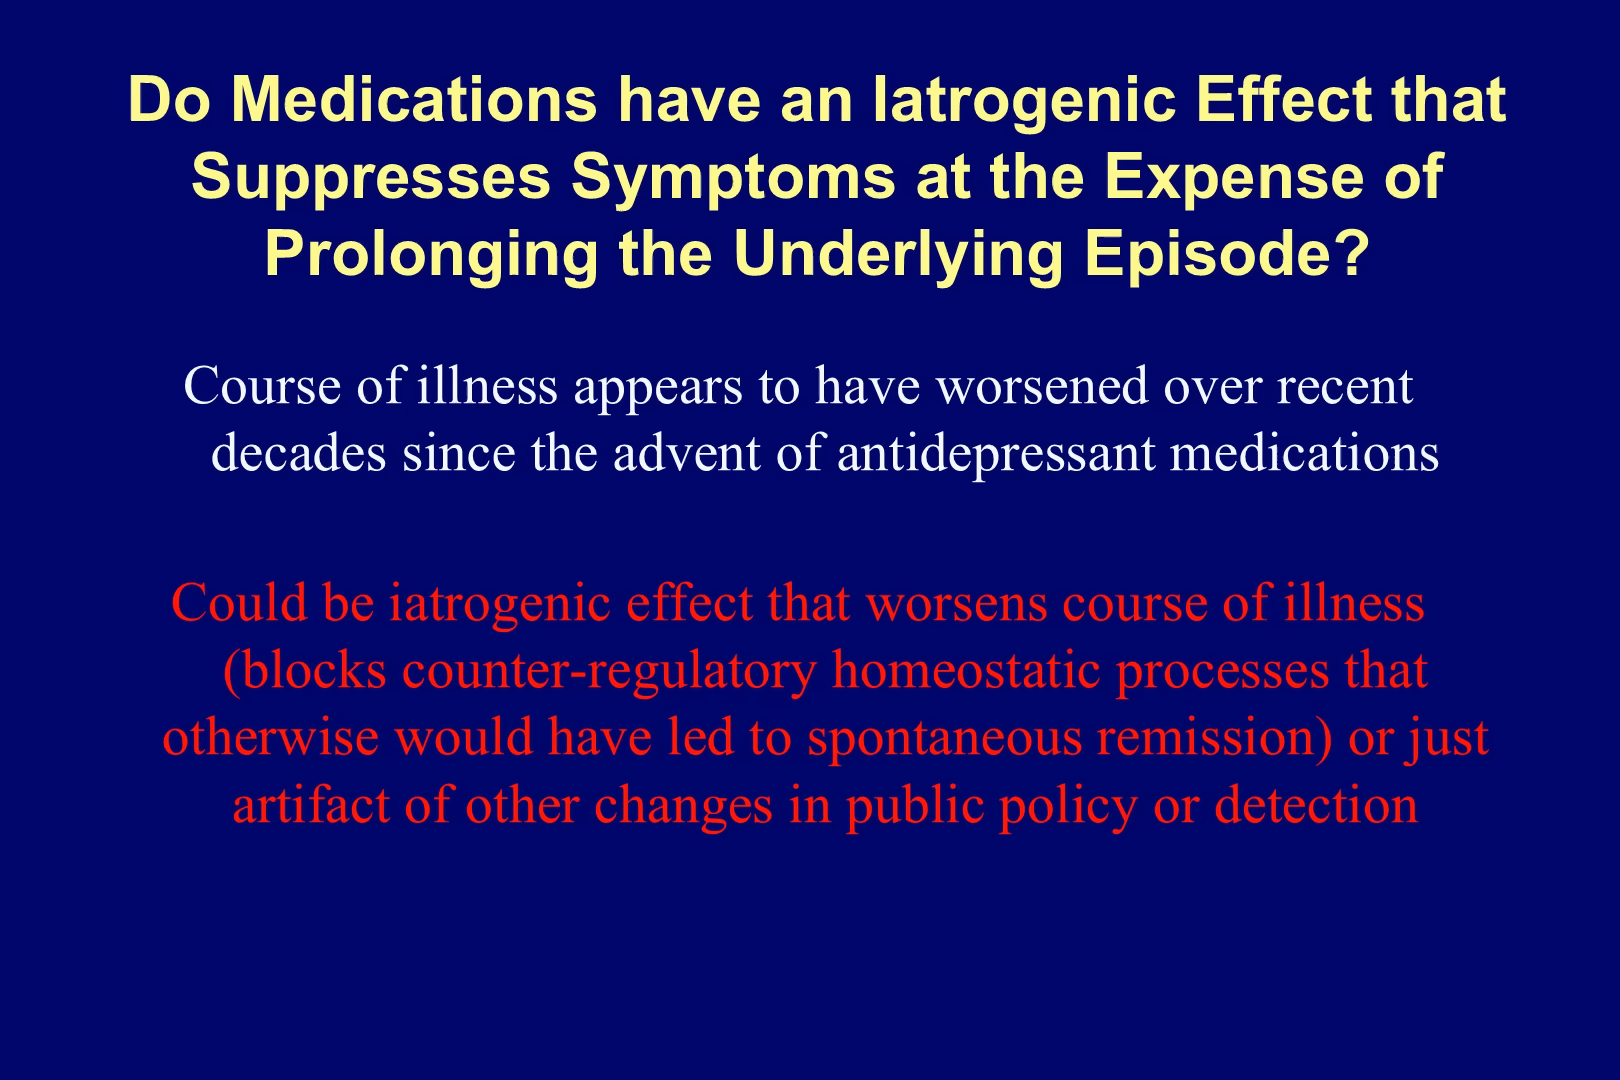 Do Medications have an Iatrogenic Effect that
Suppresses Symptoms at the Expense of
Prolonging the Underlying Episode?
Course of illness appears to have worsened over recent
decades since the advent of antidepressant medications
Could be iatrogenic effect that worsens course of illness
(blocks counter-regulatory homeostatic processes that
otherwise would have led to spontaneous remission) or just
artifact of other changes in public policy or detection